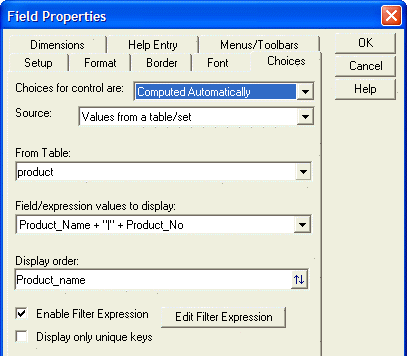 Field Properties
Dimensions Help Entry Menus/Toolbars
Setup Format Border Font Choices
OK
Cancel
Help
Choices for control are: Computed Automatically
Source: Values from a table/set
From Table:
product
Field/expression values to display:
Product_Name + "|" + Product_No
Display order:
Product_name
Enable Filter Expression Edit Filter Expression
Display only unique keys